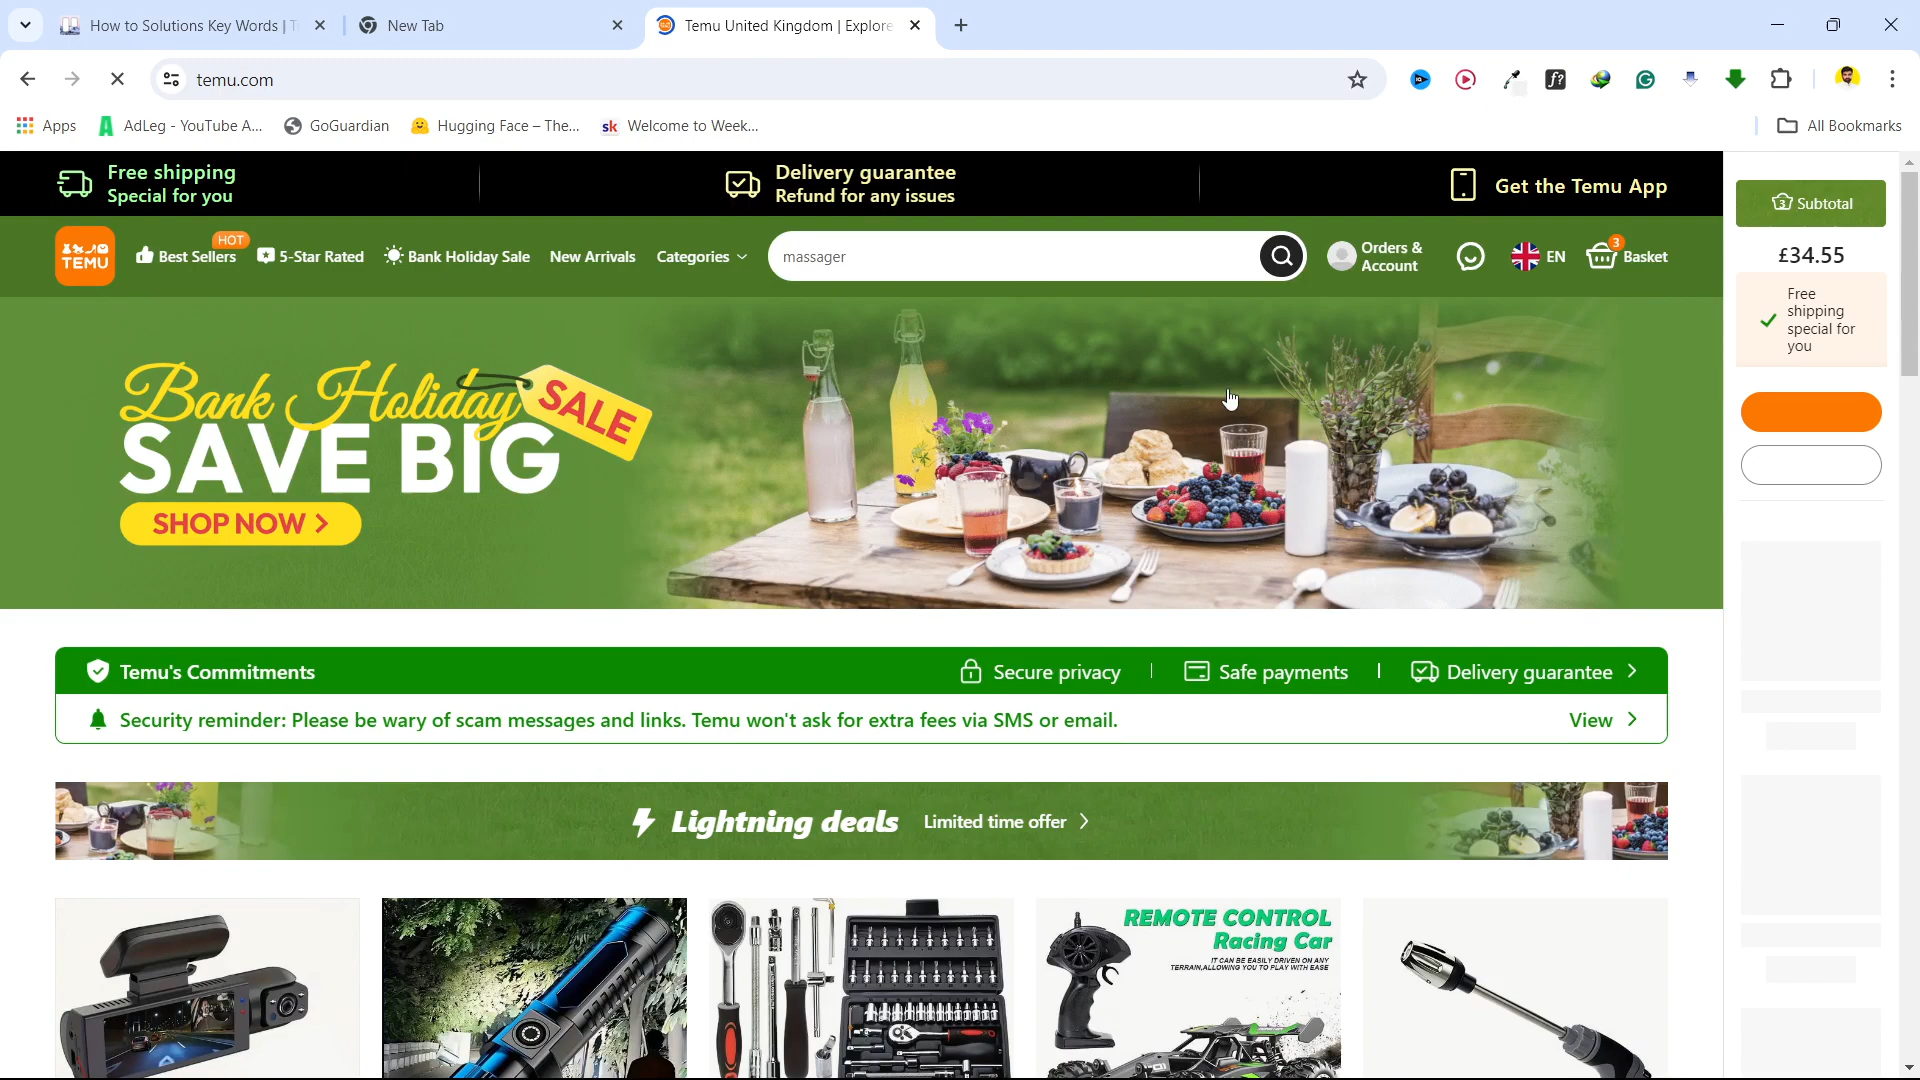 How to Solutions Key Words | T
New Tab
Temu United Kingdom | Explore
temu.com
Apps
AdLeg - YouTube A...
GoGuardian
Hugging Face – The...
sk Welcome to Week...
All Bookmarks
Free shipping
Special for you
Delivery guarantee
Refund for any issues
Get the Temu App
TEMU
Best Sellers
HOT
5-Star Rated
Bank Holiday Sale
New Arrivals
Categories
massager
Orders &
Account
EN
3
Basket
3 Subtotal
£34.55
Free
shipping
special for
you
Bank Holiday
SALE
SAVE BIG
SHOP NOW >
Temu's Commitments
Secure privacy
Safe payments
Delivery guarantee >
Security reminder: Please be wary of scam messages and links. Temu won't ask for extra fees via SMS or email.
View >
Lightning deals
Limited time offer >
REMOTE CONTROL
Racing Car
IT CAN BE EASILY DRIVEN ON ANY
TERRAIN,ALLOWING YOU TO PLAY WITH EASE